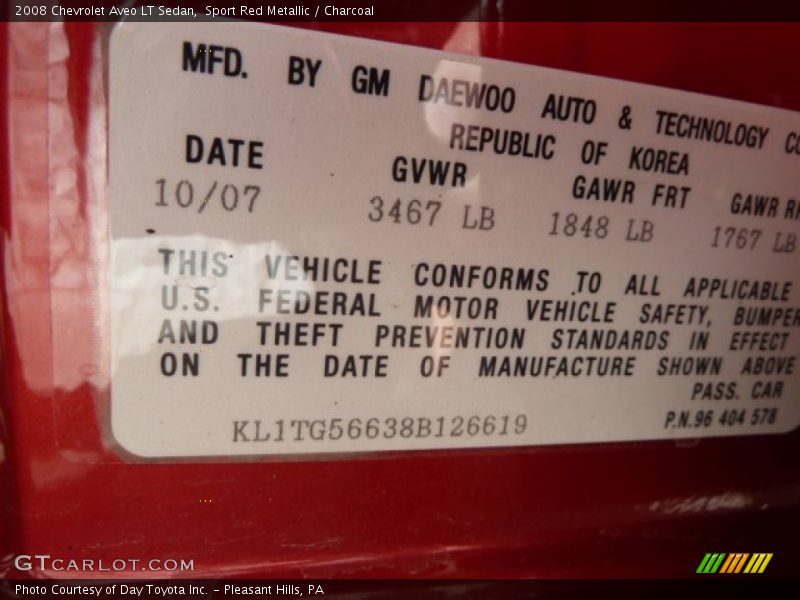 2008 Chevrolet Aveo LT Sedan, Sport Red Metallic / Charcoal
MFD. BY GM DAEWOO AUTO & TECHNOLOGY CO
REPUBLIC OF KOREA
DATE GVWR GAWR FRT GAWR
10/07 3467 LB 1848 LB 1767 LB
THIS VEHICLE CONFORMS TO ALL APPLICABLE
U.S. FEDERAL MOTOR VEHICLE SAFETY, BUMPER
AND THEFT PREVENTION STANDARDS IN EFFECT
ON THE DATE OF MANUFACTURE SHOWN ABOVE
PASS. CAR
KL1TG56638B126619 P.N.96 404 578
GTCARLOT.COM
Photo Courtesy of Day Toyota Inc. - Pleasant Hills, PA